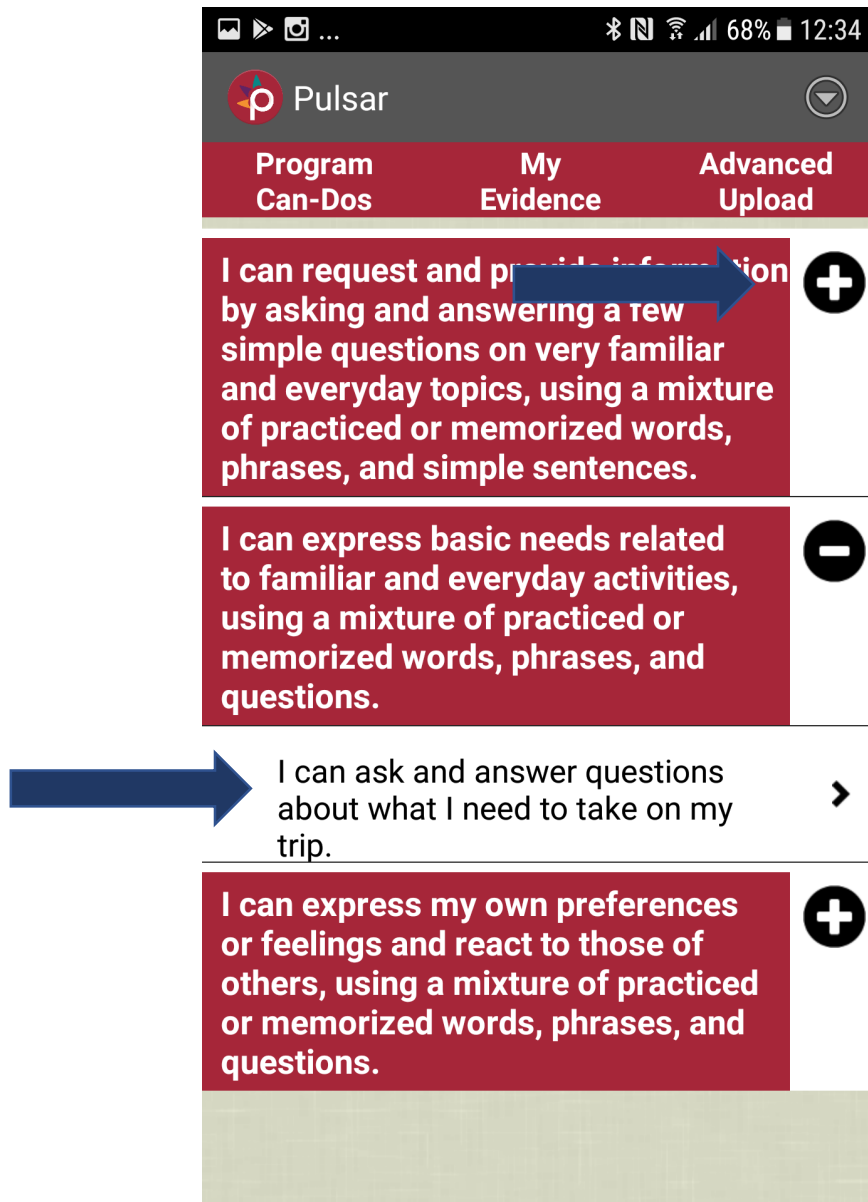 ... 68% 12:34
p Pulsar
Program Can-Dos My Evidence Advanced Upload
I can request and provide information
by asking and answering a few
simple questions on very familiar
and everyday topics, using a mixture
of practiced or memorized words,
phrases, and simple sentences.
I can express basic needs related
to familiar and everyday activities,
using a mixture of practiced or
memorized words, phrases, and
questions.
I can ask and answer questions
about what I need to take on my
trip.
I can express my own preferences
or feelings and react to those of
others, using a mixture of practiced
or memorized words, phrases, and
questions.